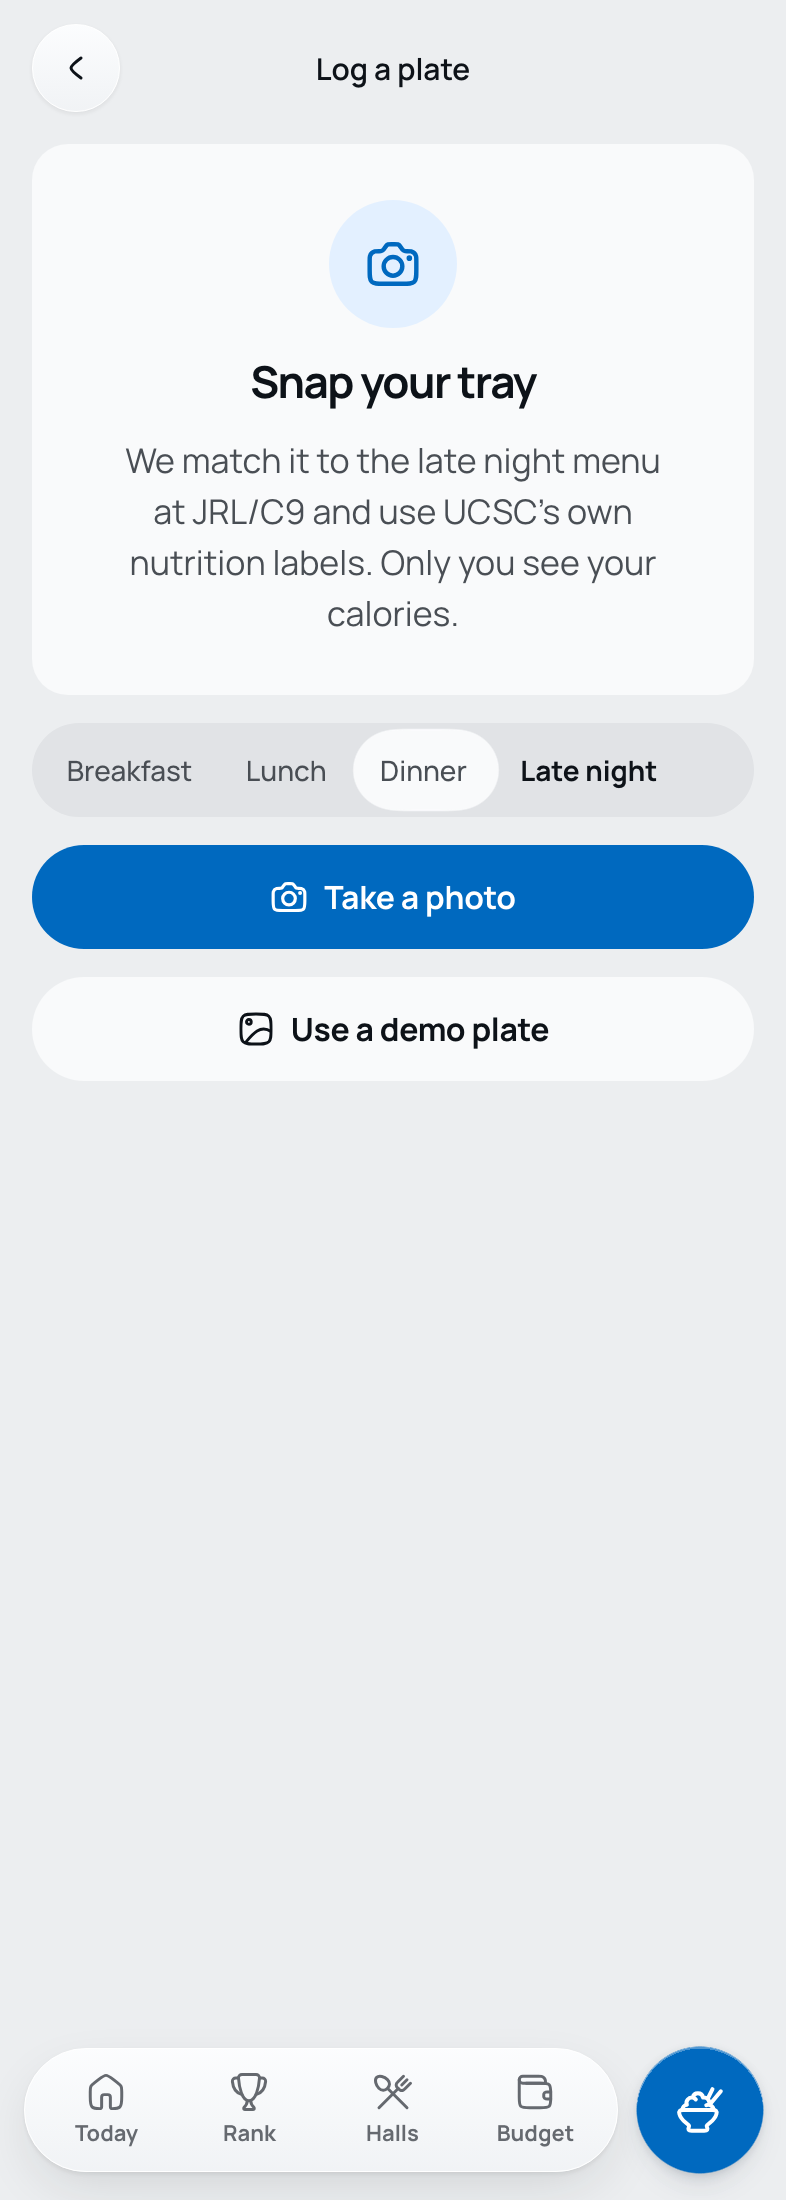 Log a plate
Snap your tray
We match it to the late night menu
at JRL/C9 and use UCSC’s own
nutrition labels. Only you see your
calories.
Breakfast Lunch Dinner Late night
Take a photo
Use a demo plate
Today Rank Halls Budget